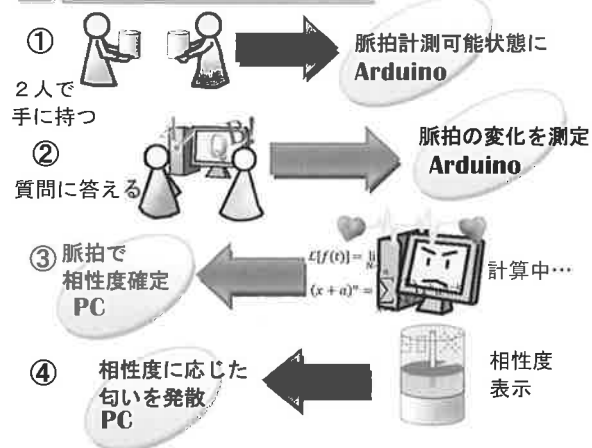 ①
脈拍計測可能状態に
Arduino
2人で
手に持つ
②
Q
脈拍の変化を測定
Arduino
質問に答える
③ 脈拍で
相性度確定
PC
ℒ[f(t)] = li
(x + a)ⁿ =
計算中…
④
相性度に応じた
匂いを発散
PC
相性度
表示